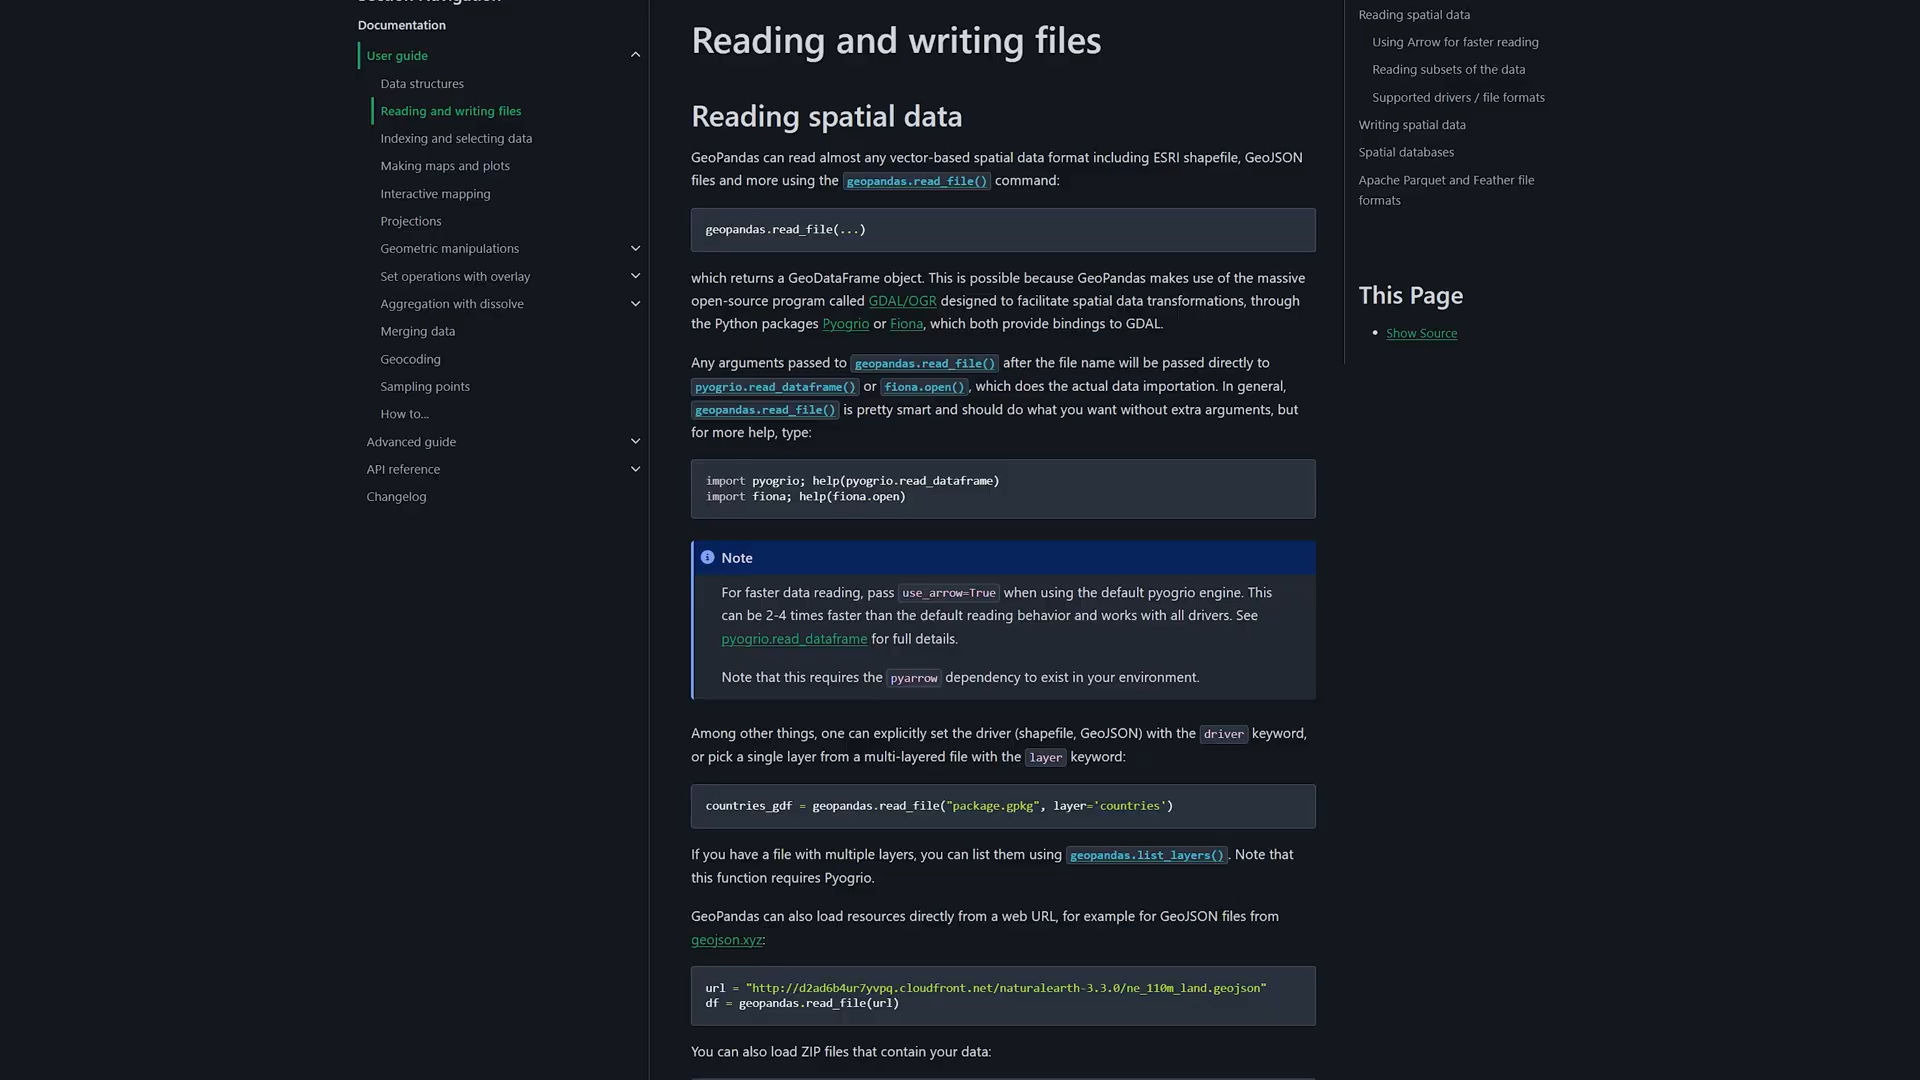 Documentation
User guide
Data structures
Reading and writing files
Indexing and selecting data
Making maps and plots
Interactive mapping
Projections
Geometric manipulations
Set operations with overlay
Aggregation with dissolve
Merging data
Geocoding
Sampling points
How to...
Advanced guide
API reference
Changelog
Reading and writing files
Reading spatial data
GeoPandas can read almost any vector-based spatial data format including ESRI shapefile, GeoJSON
files and more using the geopandas.read_file() command:
geopandas.read_file(...)
which returns a GeoDataFrame object. This is possible because GeoPandas makes use of the massive
open-source program called GDAL/OGR designed to facilitate spatial data transformations, through
the Python packages Pyogrio or Fiona, which both provide bindings to GDAL.
Any arguments passed to geopandas.read_file() after the file name will be passed directly to
pyogrio.read_dataframe() or fiona.open(), which does the actual data importation. In general,
geopandas.read_file() is pretty smart and should do what you want without extra arguments, but
for more help, type:
import pyogrio; help(pyogrio.read_dataframe)
import fiona; help(fiona.open)
Note
For faster data reading, pass use_arrow=True when using the default pyogrio engine. This
can be 2-4 times faster than the default reading behavior and works with all drivers. See
pyogrio.read_dataframe for full details.
Note that this requires the pyarrow dependency to exist in your environment.
Among other things, one can explicitly set the driver (shapefile, GeoJSON) with the driver keyword,
or pick a single layer from a multi-layered file with the layer keyword:
countries_gdf = geopandas.read_file("package.gpkg", layer='countries')
If you have a file with multiple layers, you can list them using geopandas.list_layers(). Note that
this function requires Pyogrio.
GeoPandas can also load resources directly from a web URL, for example for GeoJSON files from
geojson.xyz:
url = "http://d2ad6b4ur7yvpq.cloudfront.net/naturalearth-3.3.0/ne_110m_land.geojson"
df = geopandas.read_file(url)
You can also load ZIP files that contain your data:
Reading spatial data
Using Arrow for faster reading
Reading subsets of the data
Supported drivers / file formats
Writing spatial data
Spatial databases
Apache Parquet and Feather file
formats
This Page
Show Source